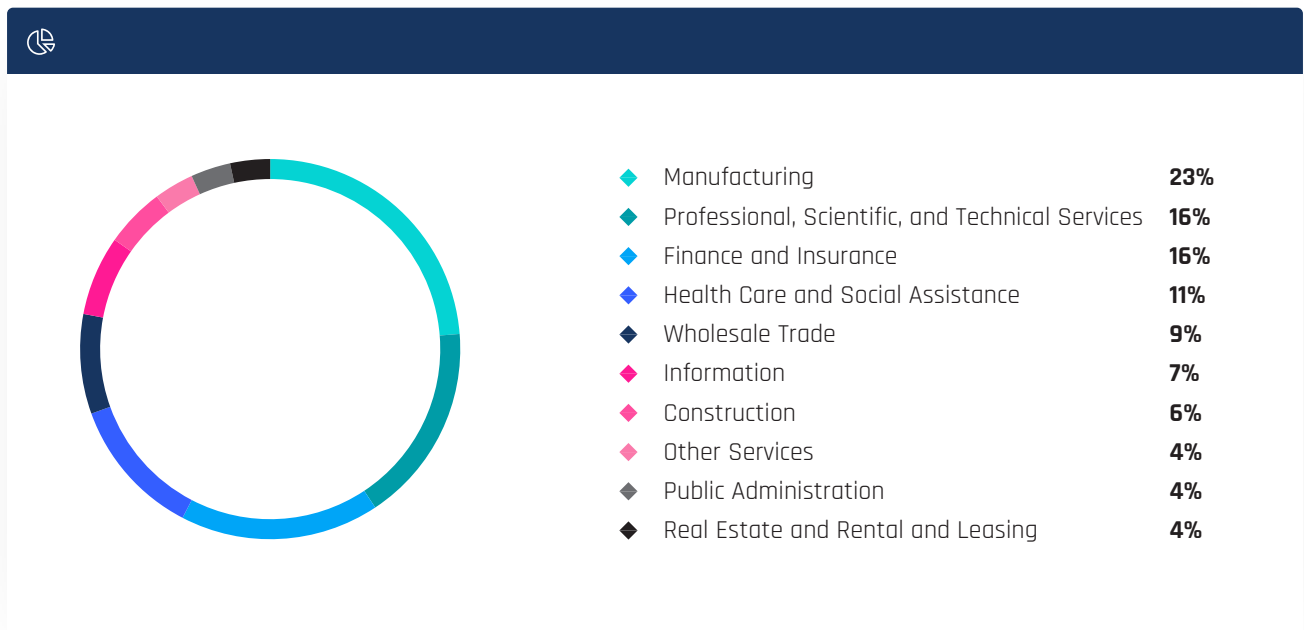 Manufacturing 23%
Professional, Scientific, and Technical Services 16%
Finance and Insurance 16%
Health Care and Social Assistance 11%
Wholesale Trade 9%
Information 7%
Construction 6%
Other Services 4%
Public Administration 4%
Real Estate and Rental and Leasing 4%